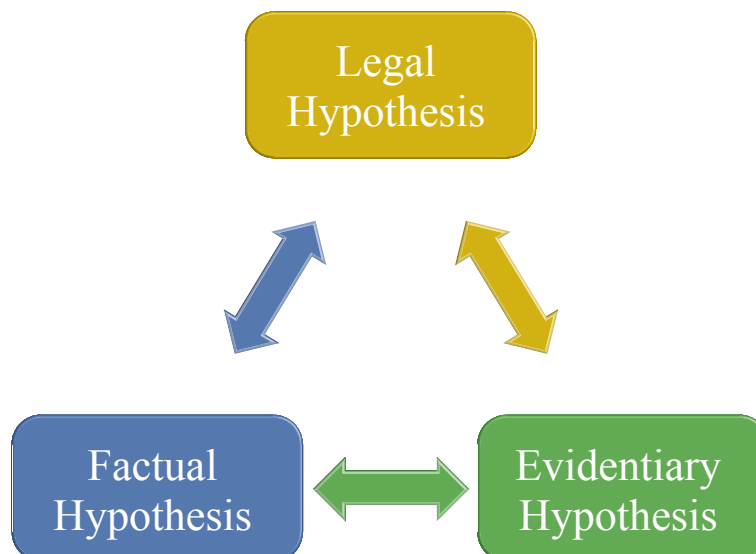 Legal
Hypothesis
Factual
Hypothesis
Evidentiary
Hypothesis